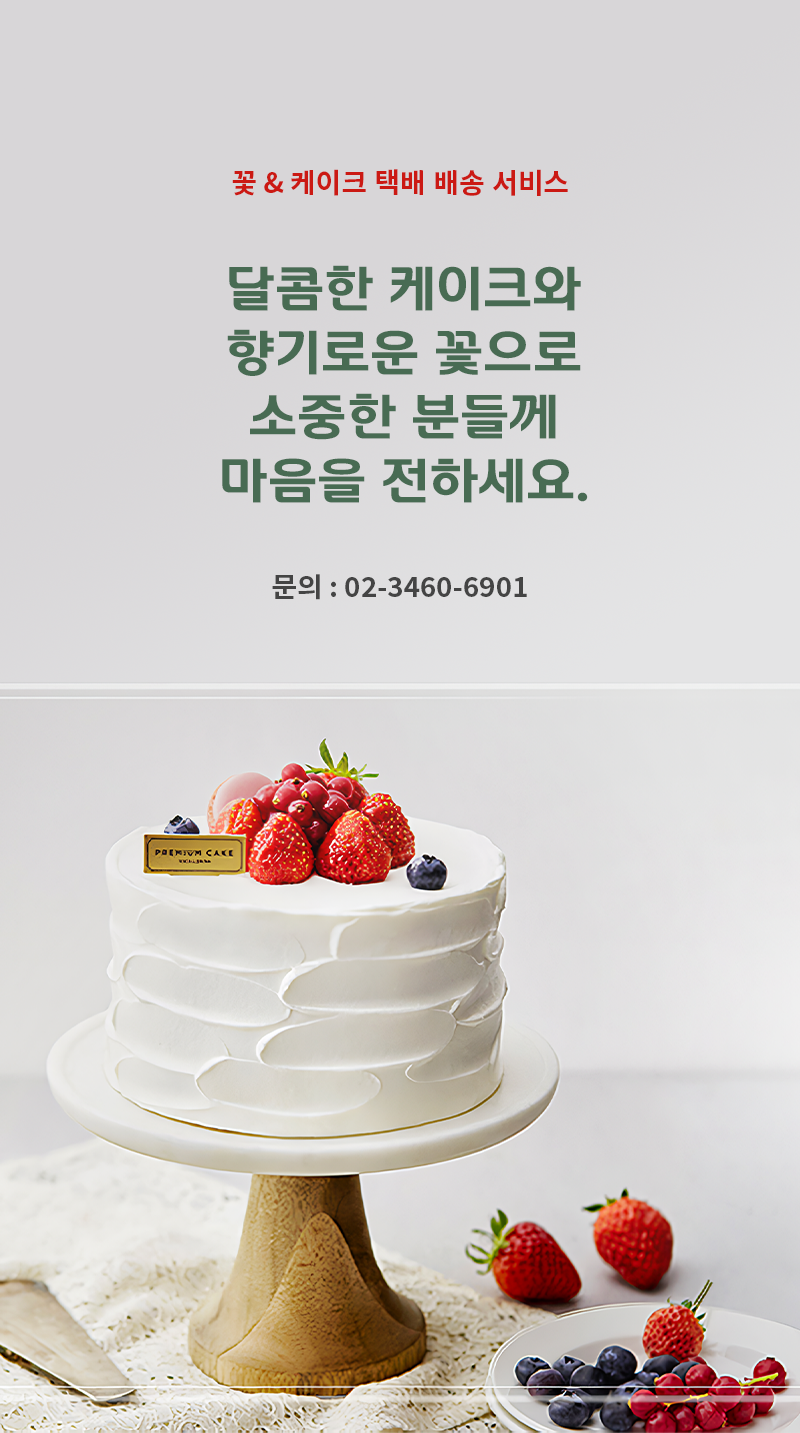 꽃 & 케이크 택배 배송 서비스
달콤한 케이크와
향기로운 꽃으로
소중한 분들께
마음을 전하세요.
문의 : 02-3460-6901
PREMIUM CAKE